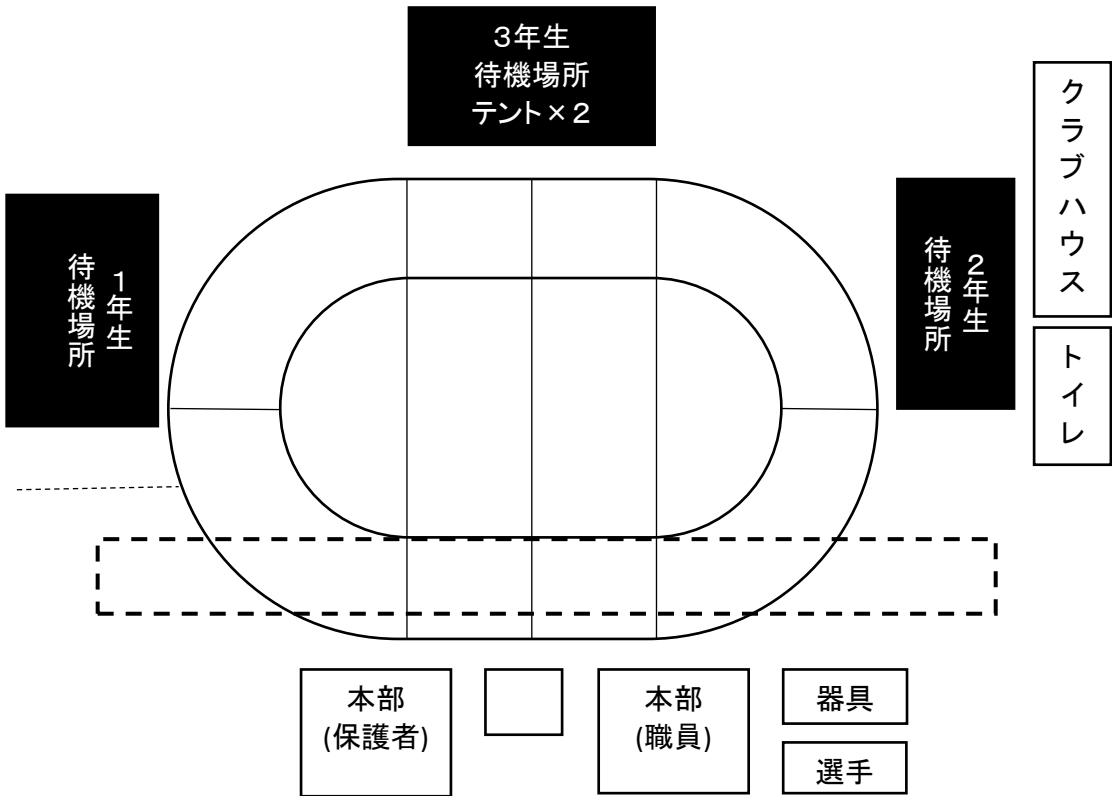 3年生
待機場所
テント×2
クラブハウス
1年生
待機場所
2年生
待機場所
トイレ
本部
(保護者)
本部
(職員)
器具
選手